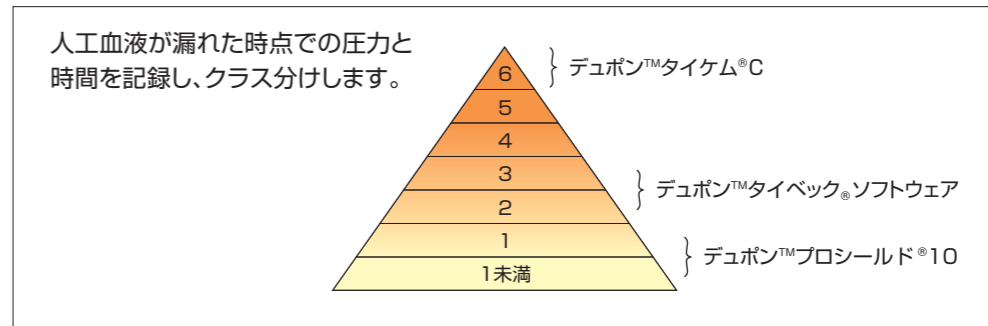 人工血液が漏れた時点での圧力と
時間を記録し、クラス分けします。
6
デュポン™タイケム®C
5
4
3
デュポン™タイベック®ソフトウェア
2
1
デュポン™プロシールド®10
1未満